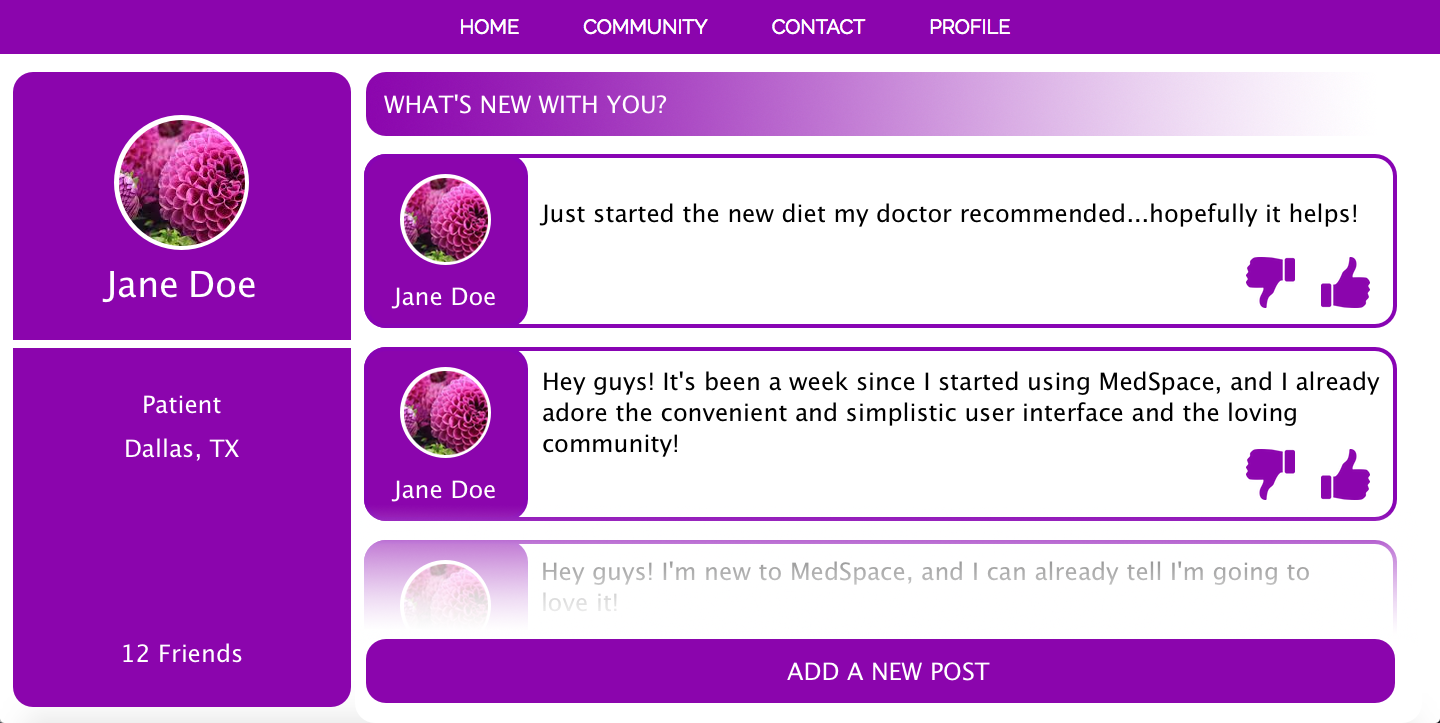 HOME COMMUNITY CONTACT PROFILE
Jane Doe
Patient
Dallas, TX
12 Friends
WHAT'S NEW WITH YOU?
Just started the new diet my doctor recommended...hopefully it helps!
Jane Doe
Hey guys! It's been a week since I started using MedSpace, and I already
adore the convenient and simplistic user interface and the loving
community!
Jane Doe
Hey guys! I'm new to MedSpace, and I can already tell I'm going to
love it!
ADD A NEW POST